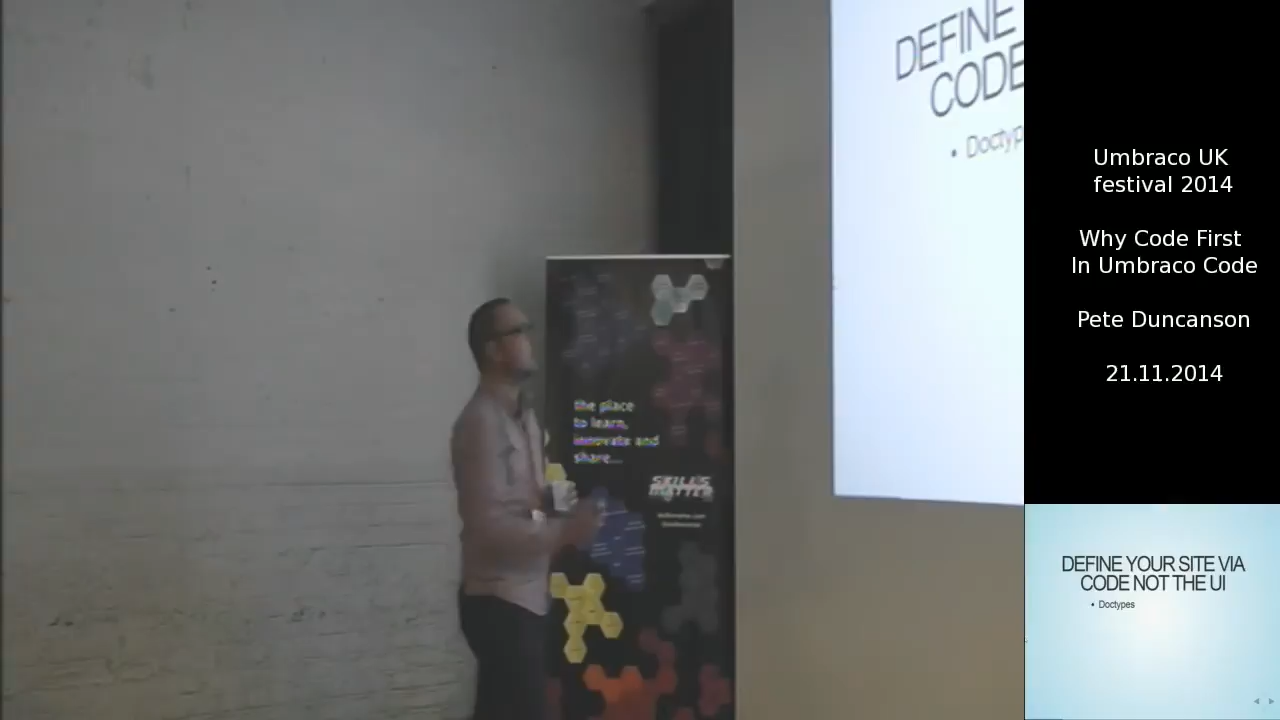 DEFINE
CODE
• Doctyp
the place
to learn,
innovate and
share...
SKILLS
MATTER
Umbraco UK
festival 2014
Why Code First
In Umbraco Code
Pete Duncanson
21.11.2014
DEFINE YOUR SITE VIA
CODE NOT THE UI
• Doctypes